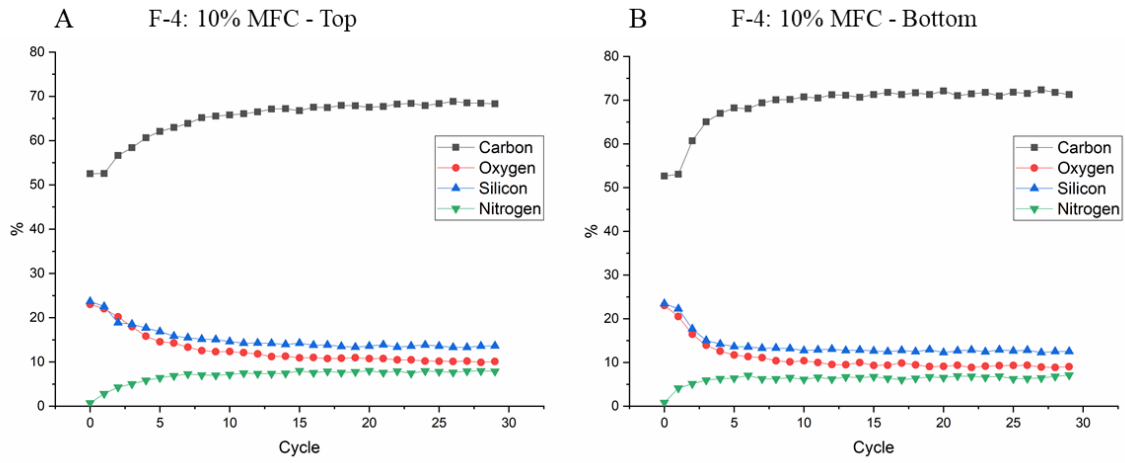 A F-4: 10% MFC - Top
80
70
60
50
40
30
20
10
0
%
0 5 10 15 20 25 30
Cycle
Carbon
Oxygen
Silicon
Nitrogen
B F-4: 10% MFC - Bottom
80
70
60
50
40
30
20
10
0
%
0 5 10 15 20 25 30
Cycle
Carbon
Oxygen
Silicon
Nitrogen